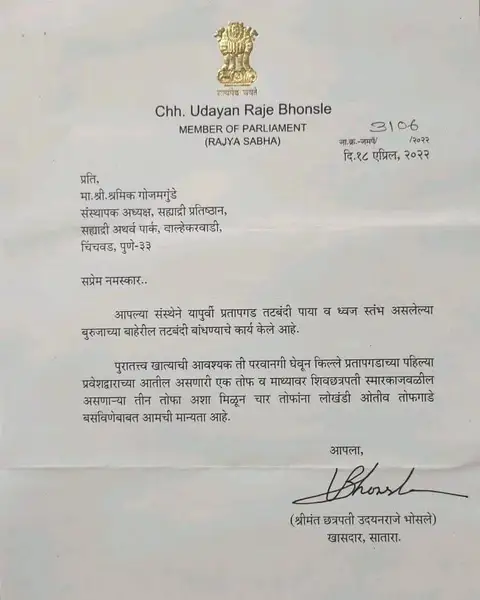 सत्यमेव जयते
Chh. Udayan Raje Bhonsle
MEMBER OF PARLIAMENT
(RAJYA SABHA)
3106
जा.क्र.-जमपं/ /२०२२
दि.१८ एप्रिल, २०२२
प्रति,
मा.श्री.श्रमिक गोजमगुंडे
संस्थापक अध्यक्ष, सह्याद्री प्रतिष्ठान,
सह्याद्री अथर्व पार्क, दाल्हेकरवाडी,
चिंचवड, पुणे-३३
सप्रेम नमस्कार..
आपल्या संस्थेने यापुर्वी प्रतापगड तटबंदी पाया व ध्वज स्तंभ असलेल्या
बुरुजाच्या बाहेरील तटबंदी बांधण्याचे कार्य केले आहे.
पुरातत्त्व खात्याची आवश्यक ती परवानगी घेवून किल्ले प्रतापगडाच्या पहिल्या
प्रवेशद्वाराच्या आतील असणारी एक तोफ व माथ्यावर शिवछत्रपती स्मारकाजवळील
असणाऱ्या तीन तोफा अशा मिळून चार तोफांना लोखंडी ओतीव तोफगाडे
बसविणेबाबत आमची मान्यता आहे.
आपला,
Bhonsle
(श्रीमंत छत्रपती उदयनराजे भोसले)
खासदार, सातारा.